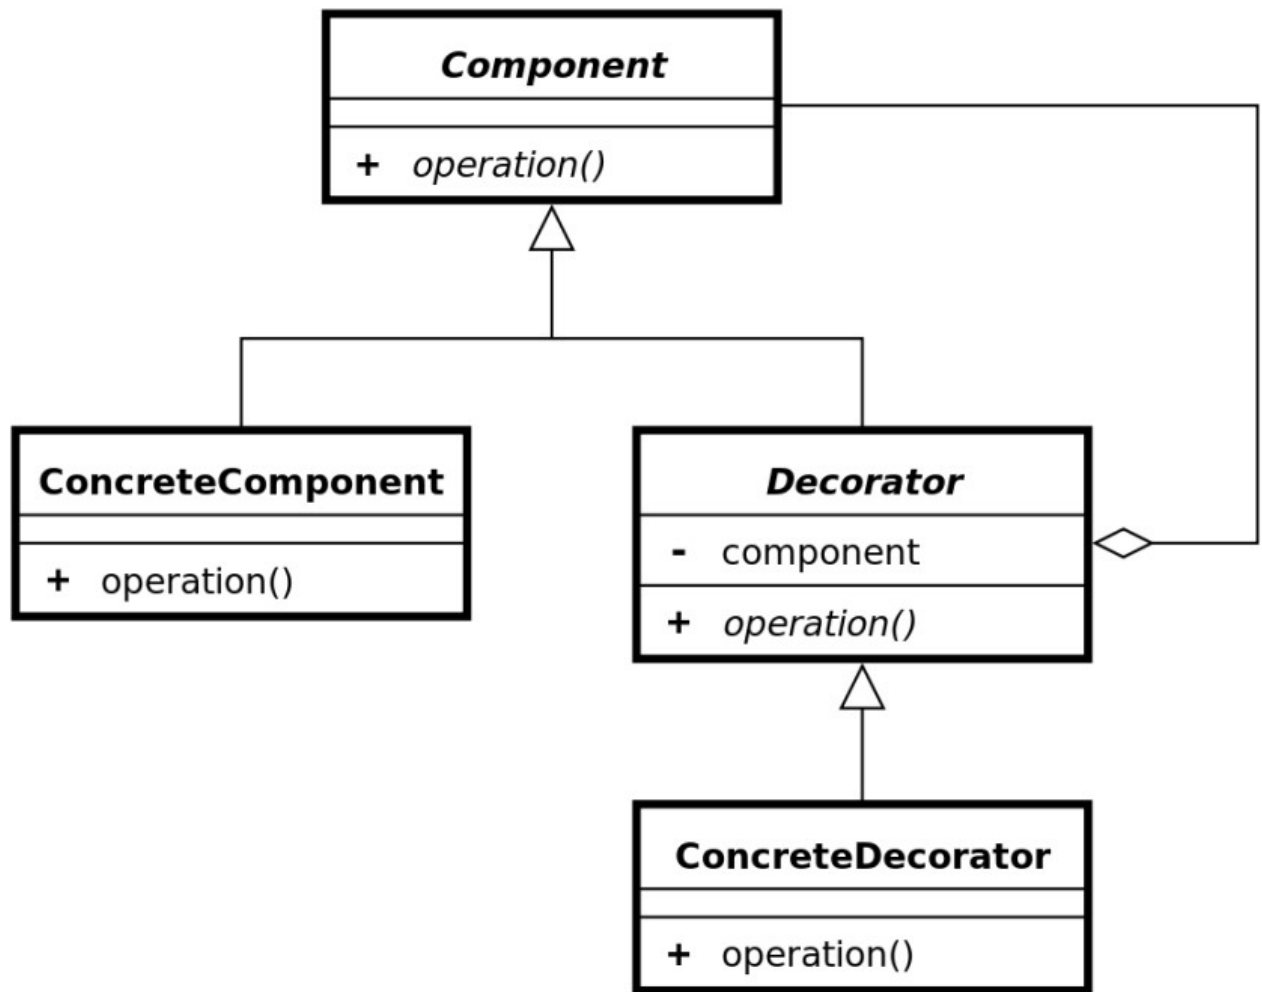 Component
+ operation()
ConcreteComponent
+ operation()
Decorator
- component
+ operation()
ConcreteDecorator
+ operation()